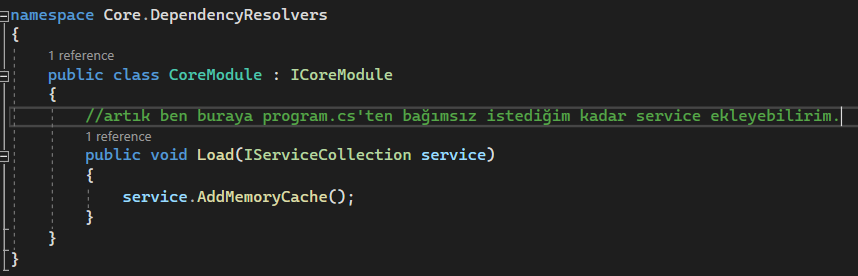 namespace Core.DependencyResolvers
{
1 reference
public class CoreModule : ICoreModule
{
//artık ben buraya program.cs'ten bağımsız istediğim kadar service ekleyebilirim.
1 reference
public void Load(IServiceCollection service)
{
service.AddMemoryCache();
}
}
}